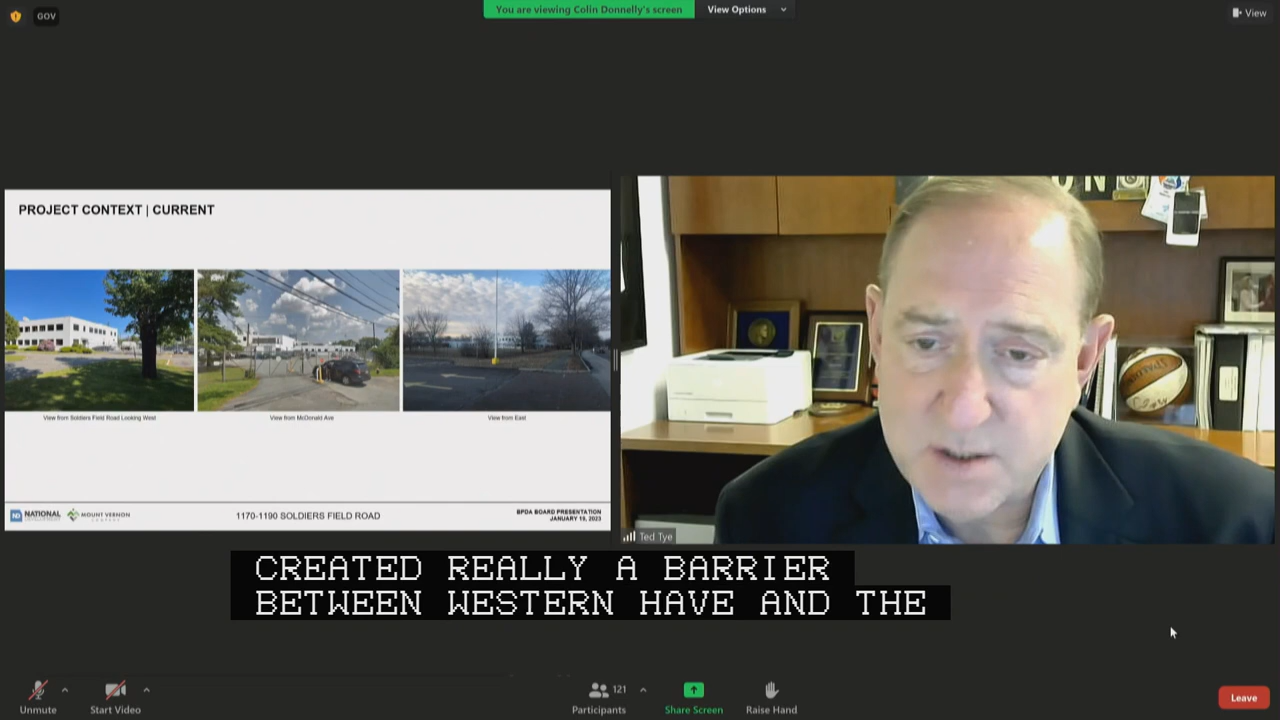 GOV
You are viewing Colin Donnelly's screen
View Options
View
PROJECT CONTEXT | CURRENT
View from Soldiers Field Road Looking West
View from McDonald Ave
View from East
NATIONAL
MOUNT VERNON
COMPANY
1170-1190 SOLDIERS FIELD ROAD
BPDA BOARD PRESENTATION
JANUARY 19, 2023
ON
SPALDING
Ted Tye
CREATED REALLY A BARRIER
BETWEEN WESTERN HAVE AND THE
Unmute
Start Video
121
Participants
Share Screen
Raise Hand
Leave